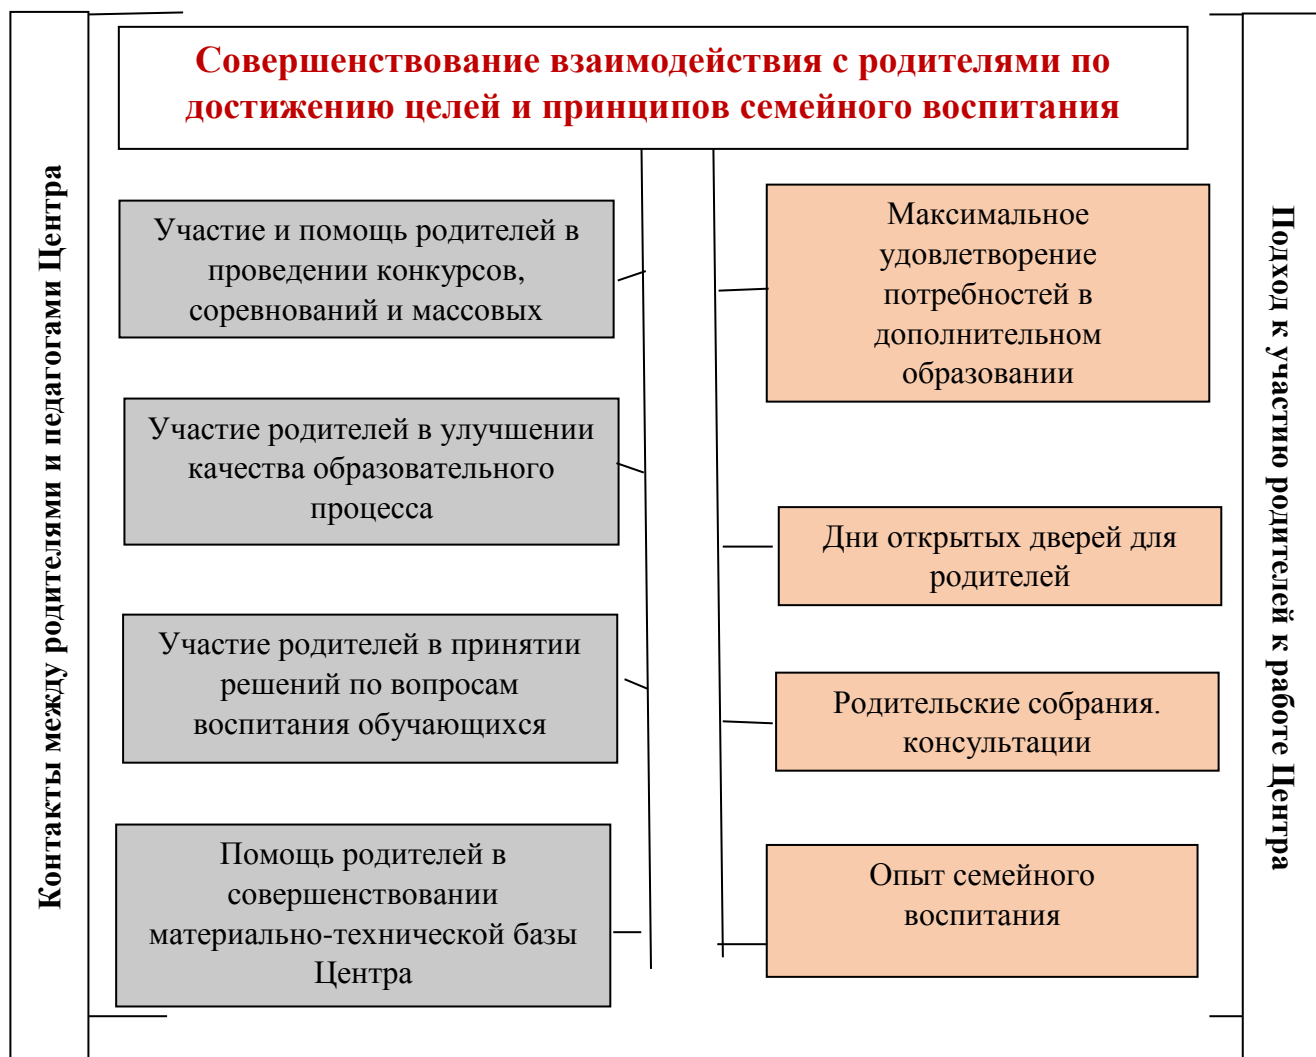 Совершенствование взаимодействия с родителями по
достижению целей и принципов семейного воспитания
Контакты между родителями и педагогами Центра
Участие и помощь родителей в
проведении конкурсов,
соревнований и массовых
Участие родителей в улучшении
качества образовательного
процесса
Участие родителей в принятии
решений по вопросам
воспитания обучающихся
Помощь родителей в
совершенствовании
материально-технической базы
Центра
Максимальное
удовлетворение
потребностей в
дополнительном
образовании
Дни открытых дверей для
родителей
Родительские собрания.
консультации
Опыт семейного
воспитания
Подход к участию родителей к работе Центра